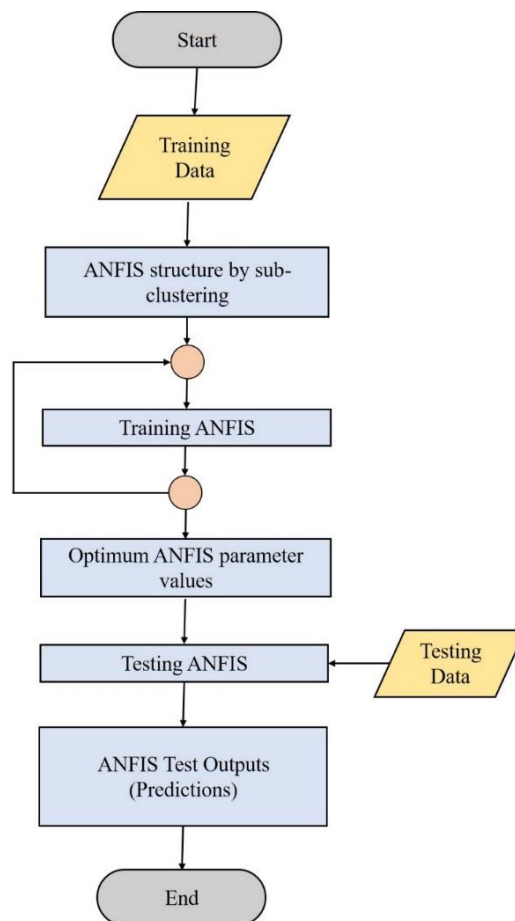 Start
Training
Data
ANFIS structure by sub-
clustering
Training ANFIS
Optimum ANFIS parameter
values
Testing ANFIS
Testing
Data
ANFIS Test Outputs
(Predictions)
End